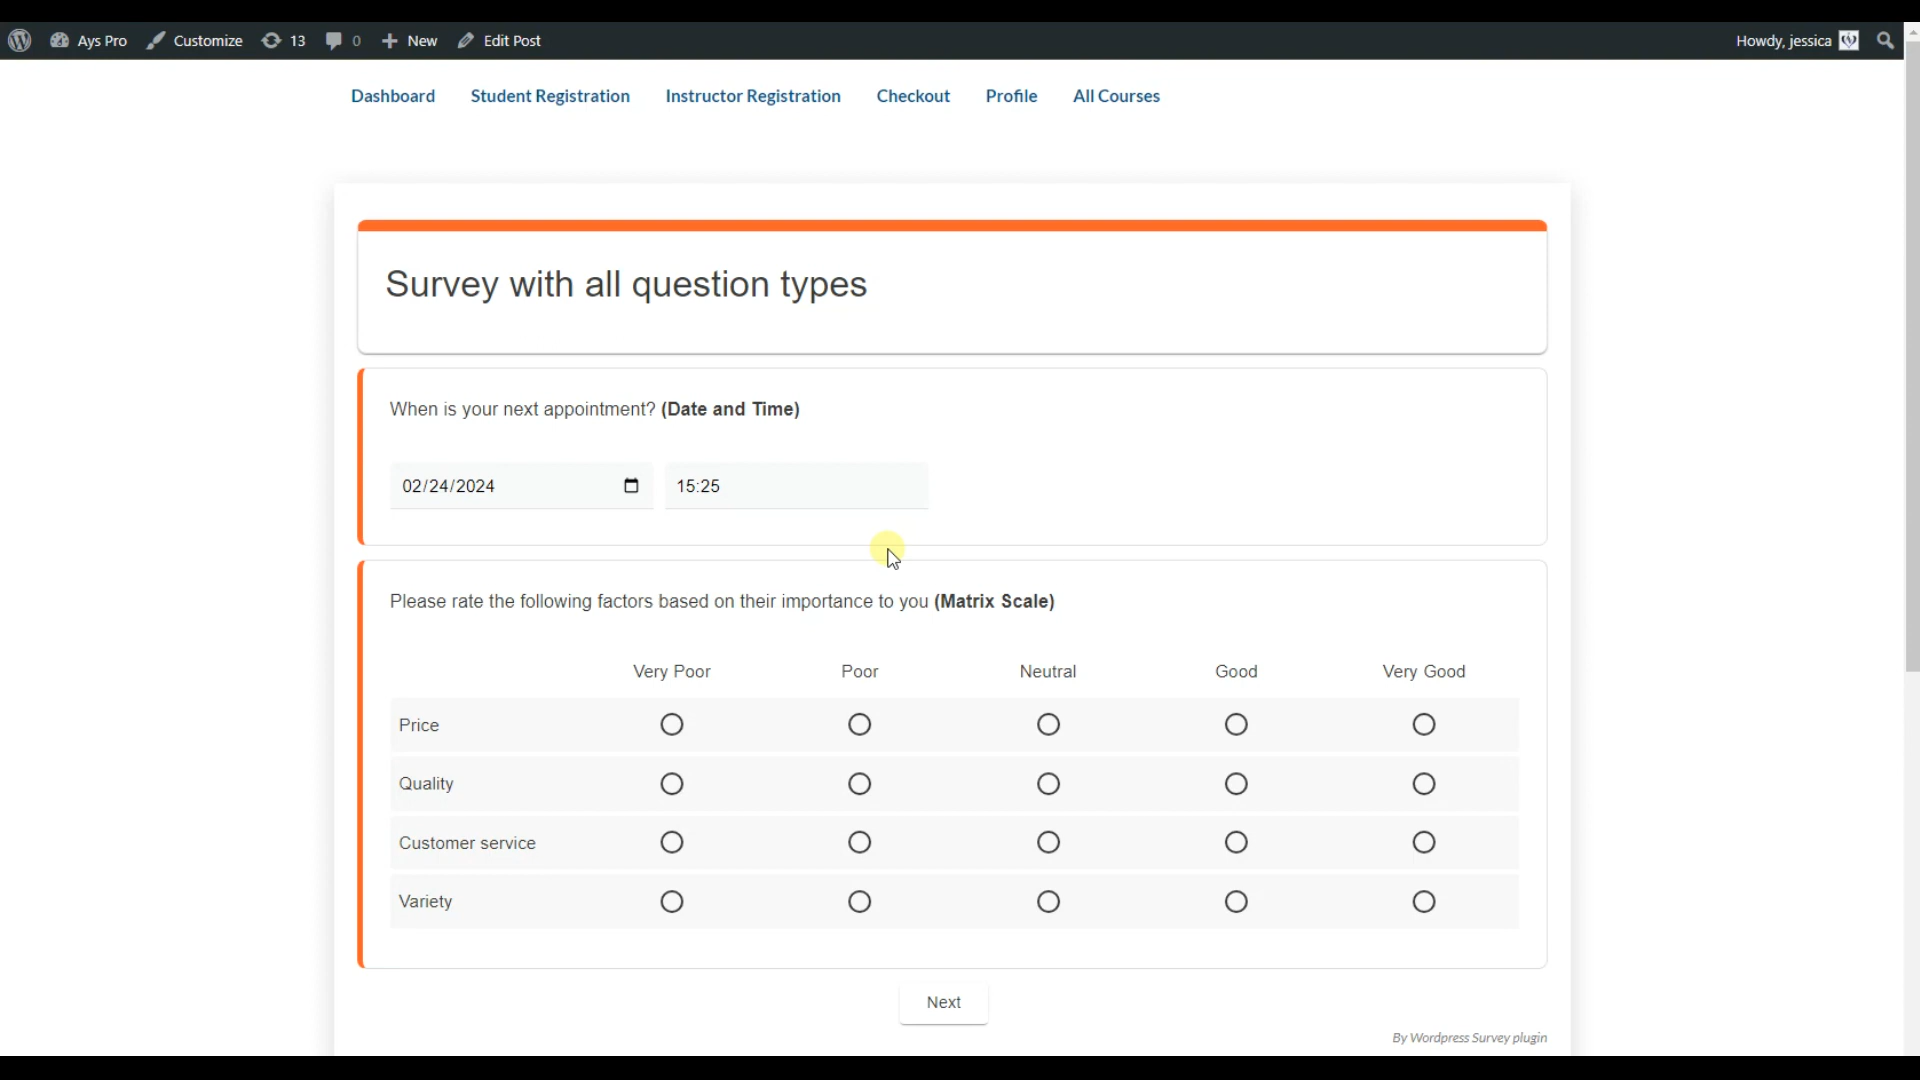 Ays Pro Customize 13 0 New Edit Post Howdy, jessica
Dashboard Student Registration Instructor Registration Checkout Profile All Courses
Survey with all question types
When is your next appointment? (Date and Time)
02/24/2024 15:25
Please rate the following factors based on their importance to you (Matrix Scale)
Very Poor Poor Neutral Good Very Good
Price
Quality
Customer service
Variety
Next
By Wordpress Survey plugin